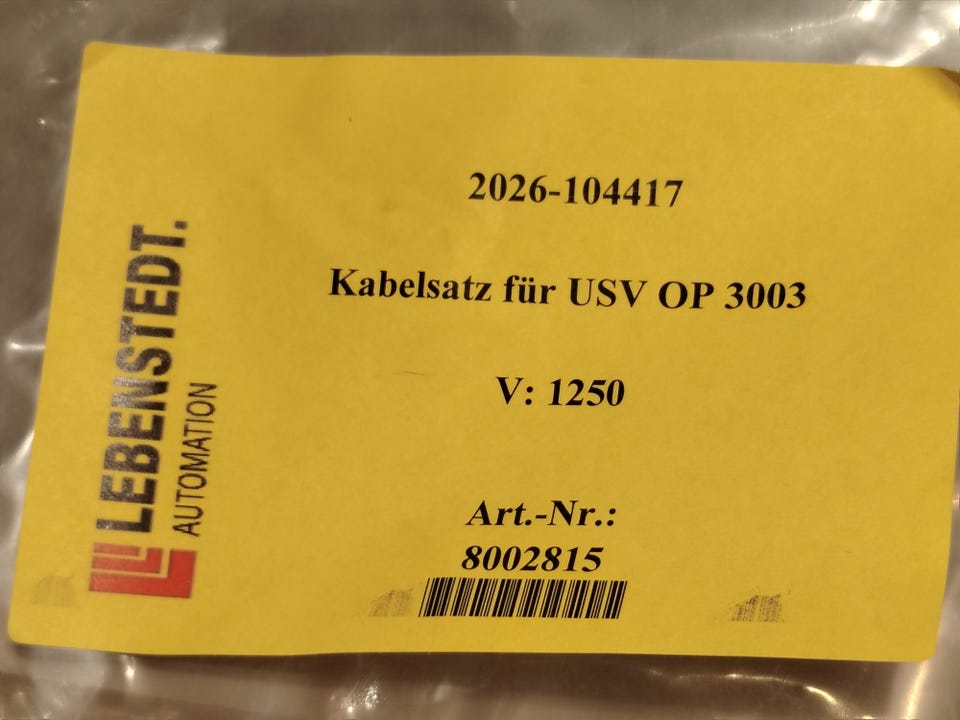 2026-104417
Kabelsatz für USV OP 3003
V: 1250
Art.-Nr.:
8002815
LEBENSTEDT.
AUTOMATION